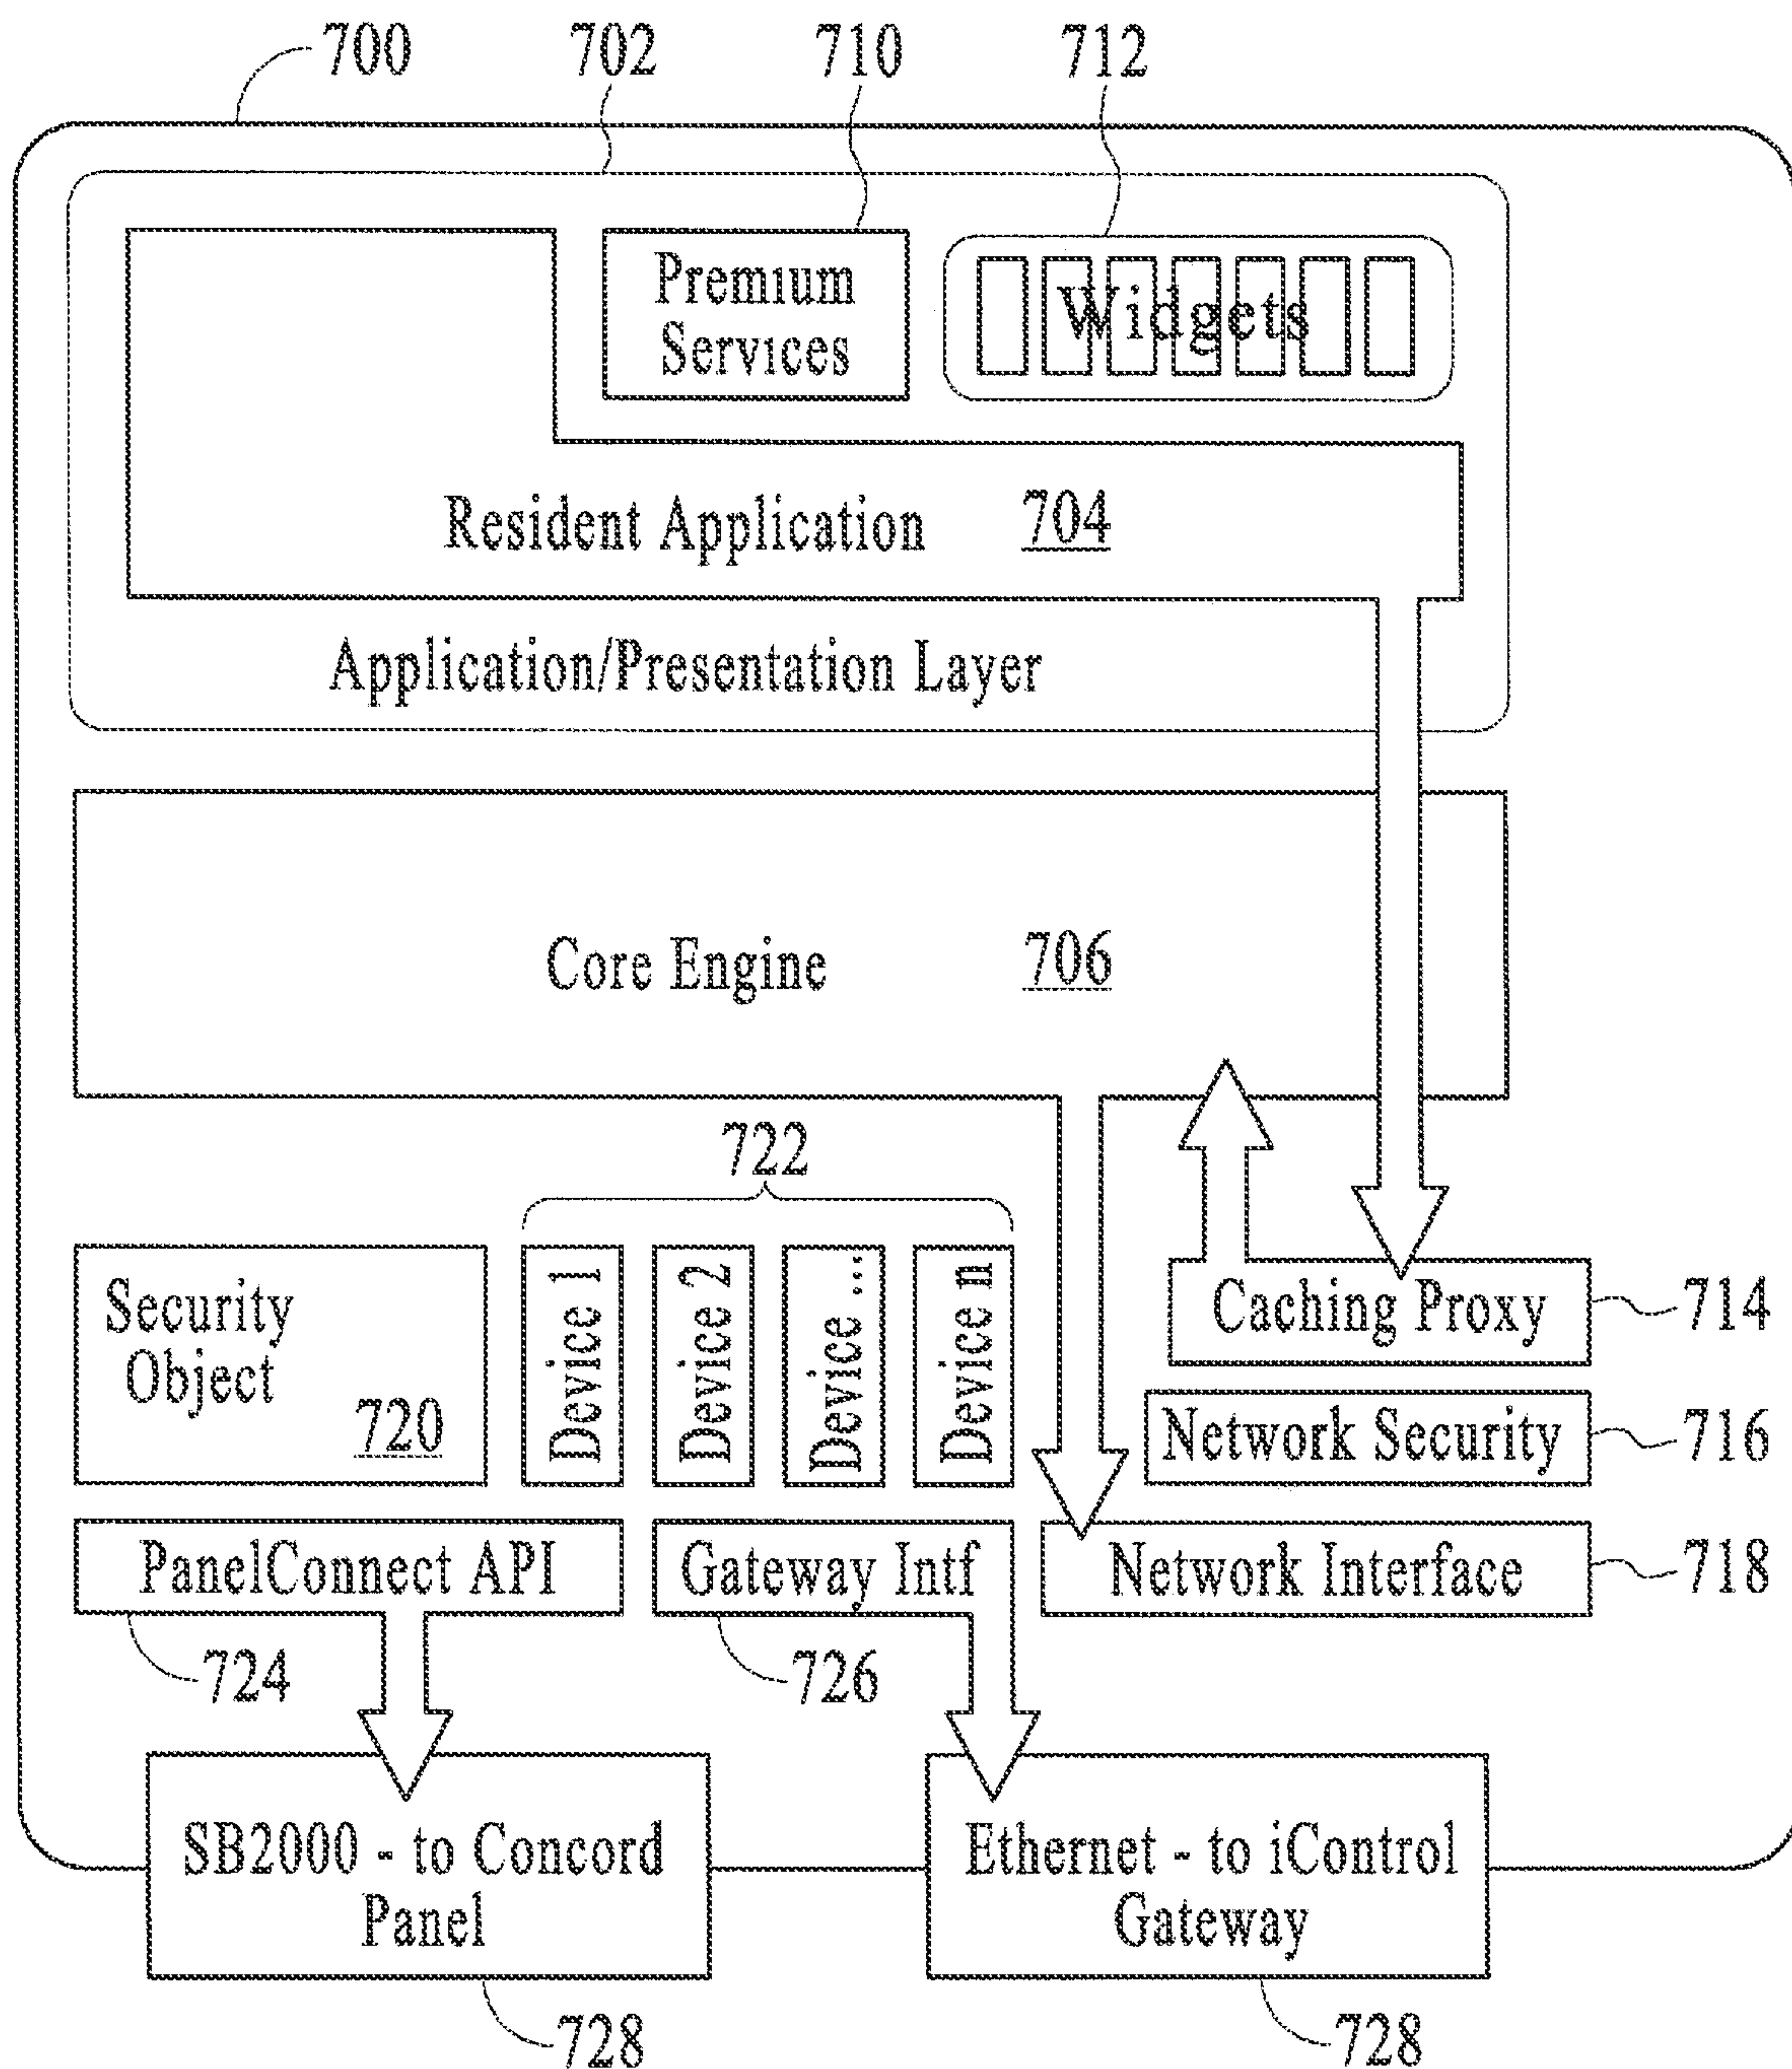 700 702 710 712
Premium
Services
Widgets
Resident Application 704
Application/Presentation Layer
Core Engine 706
722
Security
Object
720
Device 1
Device 2
Device ...
Device n
Caching Proxy 714
Network Security 716
PanelConnect API
Gateway Intf
Network Interface 718
724
726
SB2000 - to Concord
Panel
Ethernet - to iControl
Gateway
728
728